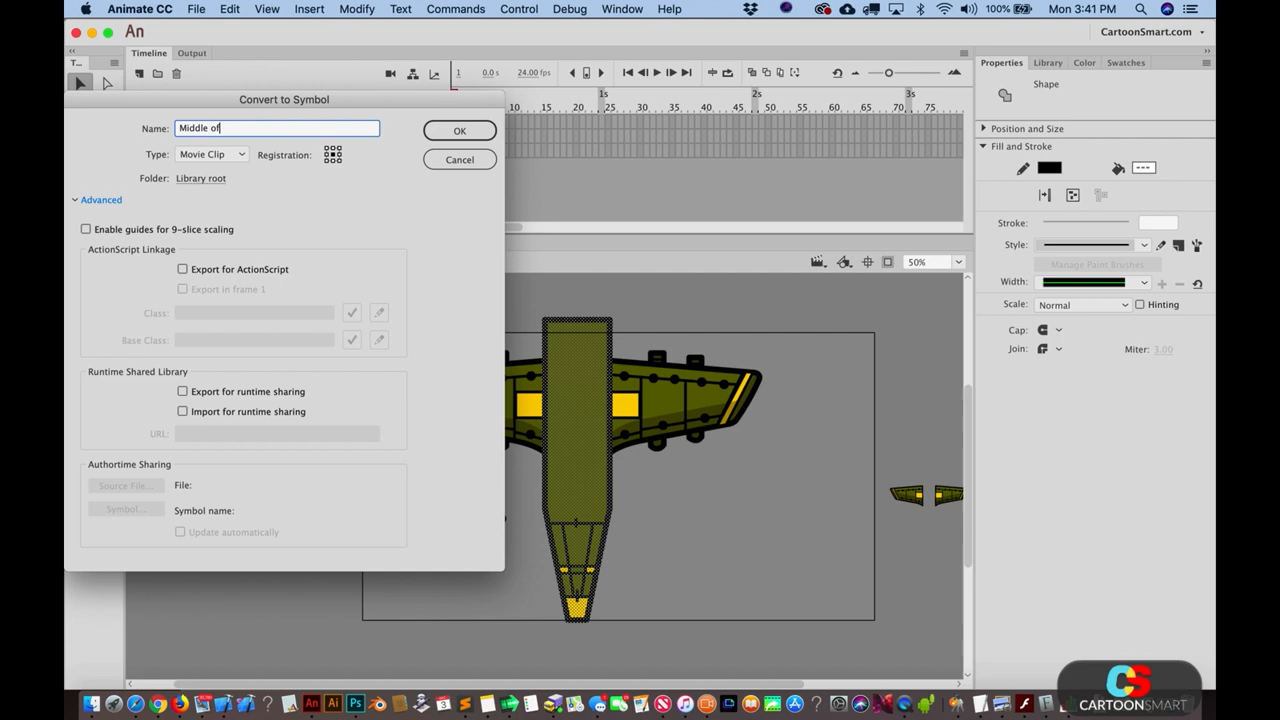 Animate CC File Edit View Insert Modify Text Commands Control Debug Window Help 100% Mon 3:41 PM
An CartoonSmart.com
T... Timeline Output Properties Library Color Swatches
1 0.0 s 24.00 fps Shape
1s 2s 3s
10 15 20 25 30 35 40 45 50 55 60 65 70 75
Convert to Symbol
Name: Middle of OK
Type: Movie Clip Registration: Cancel
Folder: Library root
Advanced
Enable guides for 9-slice scaling
ActionScript Linkage
Export for ActionScript
Export in frame 1
Class:
Base Class:
Runtime Shared Library
Export for runtime sharing
Import for runtime sharing
URL:
Authortime Sharing
Source File... File:
Symbol... Symbol name:
Update automatically
50%
Position and Size
Fill and Stroke
Stroke:
Style:
Manage Paint Brushes
Width:
Scale: Normal Hinting
Cap:
Join: Miter: 3.00
An Ai Ps
CS
CARTOONSMART